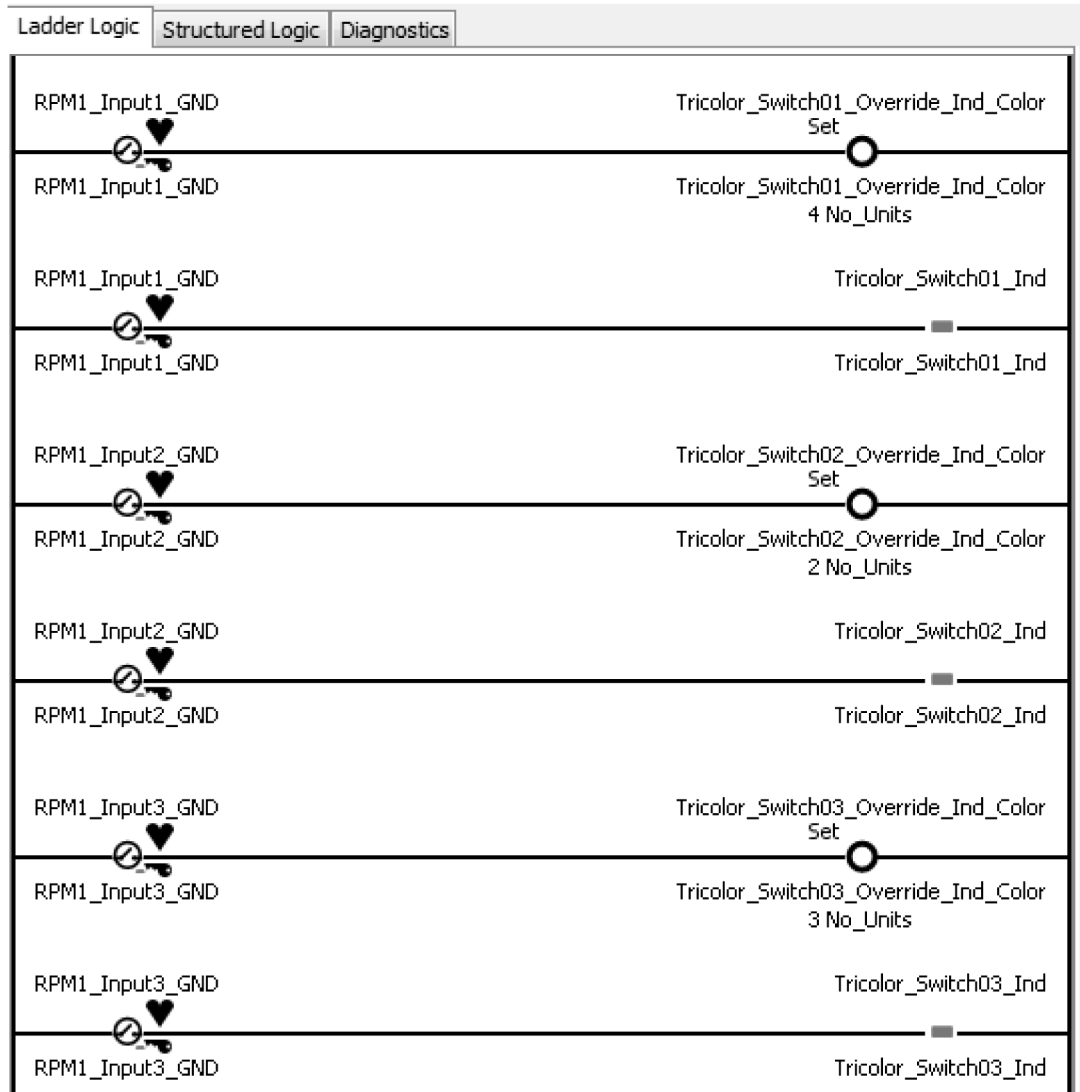 Ladder Logic Structured Logic Diagnostics
RPM1_Input1_GND Tricolor_Switch01_Override_Ind_Color
Set
RPM1_Input1_GND Tricolor_Switch01_Override_Ind_Color
4 No_Units
RPM1_Input1_GND Tricolor_Switch01_Ind
RPM1_Input1_GND Tricolor_Switch01_Ind
RPM1_Input2_GND Tricolor_Switch02_Override_Ind_Color
Set
RPM1_Input2_GND Tricolor_Switch02_Override_Ind_Color
2 No_Units
RPM1_Input2_GND Tricolor_Switch02_Ind
RPM1_Input2_GND Tricolor_Switch02_Ind
RPM1_Input3_GND Tricolor_Switch03_Override_Ind_Color
Set
RPM1_Input3_GND Tricolor_Switch03_Override_Ind_Color
3 No_Units
RPM1_Input3_GND Tricolor_Switch03_Ind
RPM1_Input3_GND Tricolor_Switch03_Ind